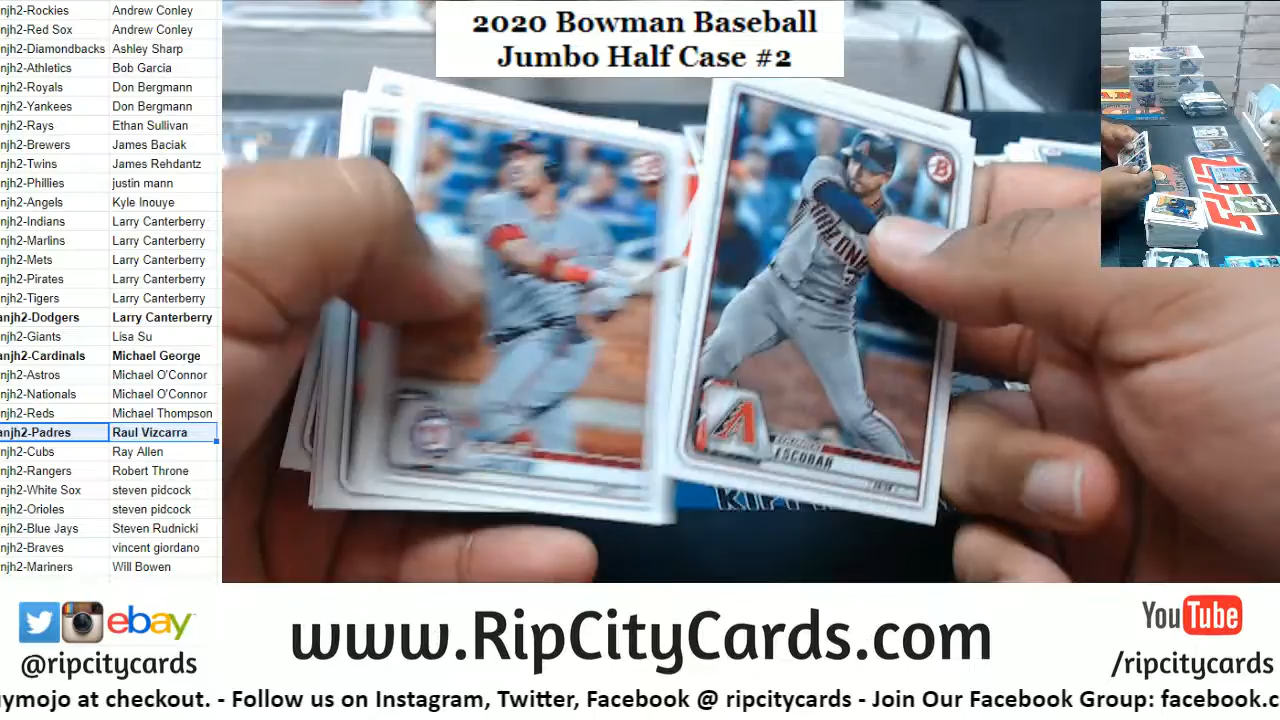 2020 Bowman Baseball
Jumbo Half Case #2
njh2-Rockies Andrew Conley
njh2-Red Sox Andrew Conley
njh2-Diamondbacks Ashley Sharp
njh2-Athletics Bob Garcia
njh2-Royals Don Bergmann
njh2-Yankees Don Bergmann
njh2-Rays Ethan Sullivan
njh2-Brewers James Baciak
njh2-Twins James Rehdantz
njh2-Phillies justin mann
njh2-Angels Kyle Inouye
njh2-Indians Larry Canterberry
njh2-Marlins Larry Canterberry
njh2-Mets Larry Canterberry
njh2-Pirates Larry Canterberry
njh2-Tigers Larry Canterberry
anjh2-Dodgers Larry Canterberry
njh2-Giants Lisa Su
anjh2-Cardinals Michael George
njh2-Astros Michael O'Connor
njh2-Nationals Michael O'Connor
njh2-Reds Michael Thompson
anjh2-Padres Raul Vizcarra
njh2-Cubs Ray Allen
njh2-Rangers Robert Throne
njh2-White Sox steven pidcock
njh2-Orioles steven pidcock
njh2-Blue Jays Steven Rudnicki
njh2-Braves vincent giordano
njh2-Mariners Will Bowen
B
ARIZONA
A
ESCOBAR
ebay
@ripcitycards
www.RipCityCards.com
YouTube
/ripcitycards
ymojo at checkout. - Follow us on Instagram, Twitter, Facebook @ ripcitycards - Join Our Facebook Group: facebook.c